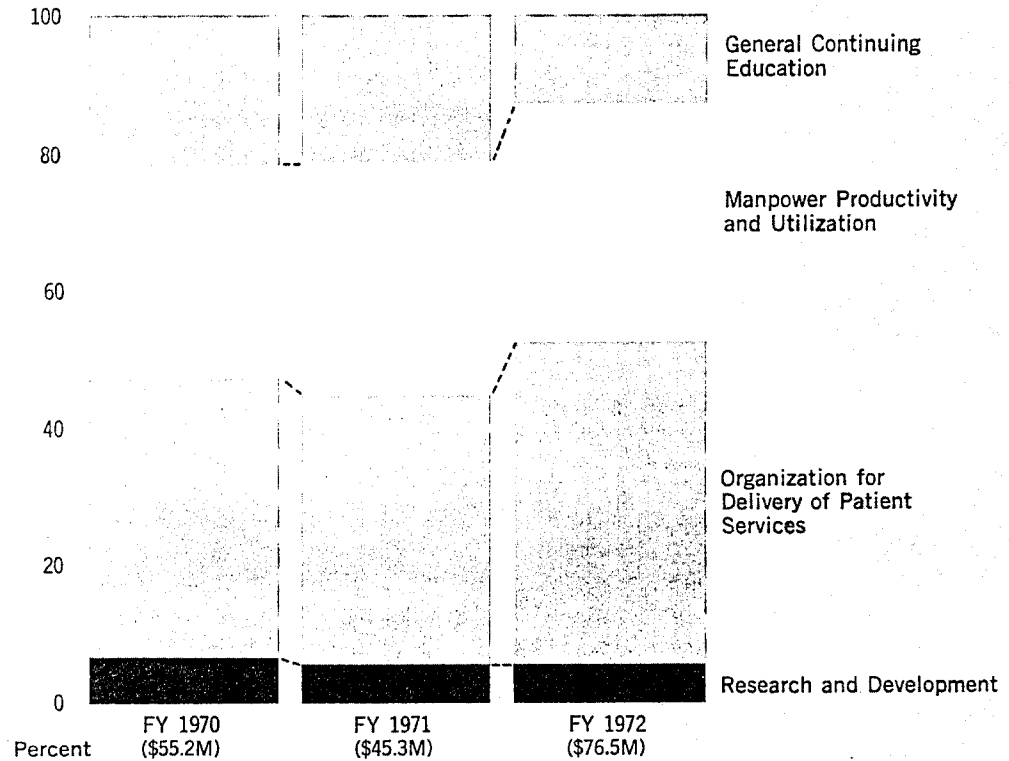 100
80
60
40
20
0
General Continuing
Education
Manpower Productivity
and Utilization
Organization for
Delivery of Patient
Services
Research and Development
FY 1970
($55.2M)
FY 1971
($45.3M)
FY 1972
($76.5M)
Percent